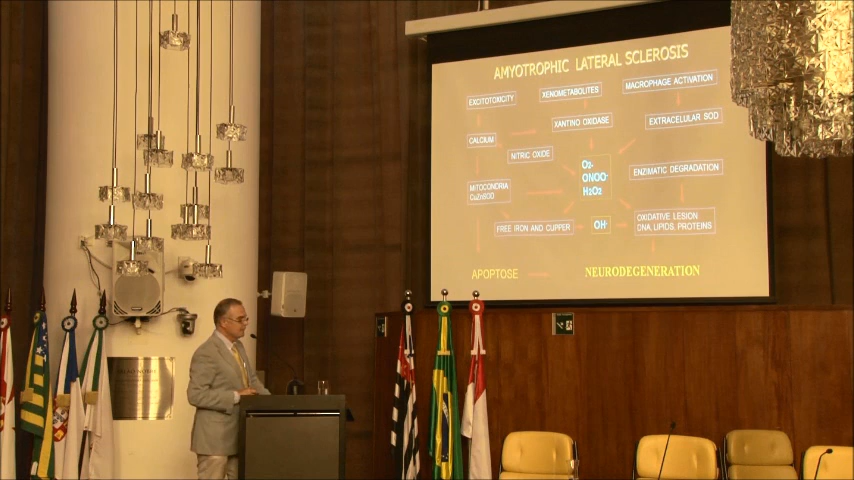 AMYOTROPHIC LATERAL SCLEROSIS
EXCITOTOXICITY
XENOMETABOLITES
MACROPHAGE ACTIVATION
XANTINO OXIDASE
EXTRACELULAR SOD
CALCIUM
NITRIC OXIDE
O2-
ONOO-
H2O2
ENZIMATIC DEGRADATION
MITOCONDRIA
CuZnSOD
FREE IRON AND CUPPER
OH-
OXIDATIVE LESION
DNA, LIPIDS, PROTEINS
APOPTOSE
NEURODEGENERATION